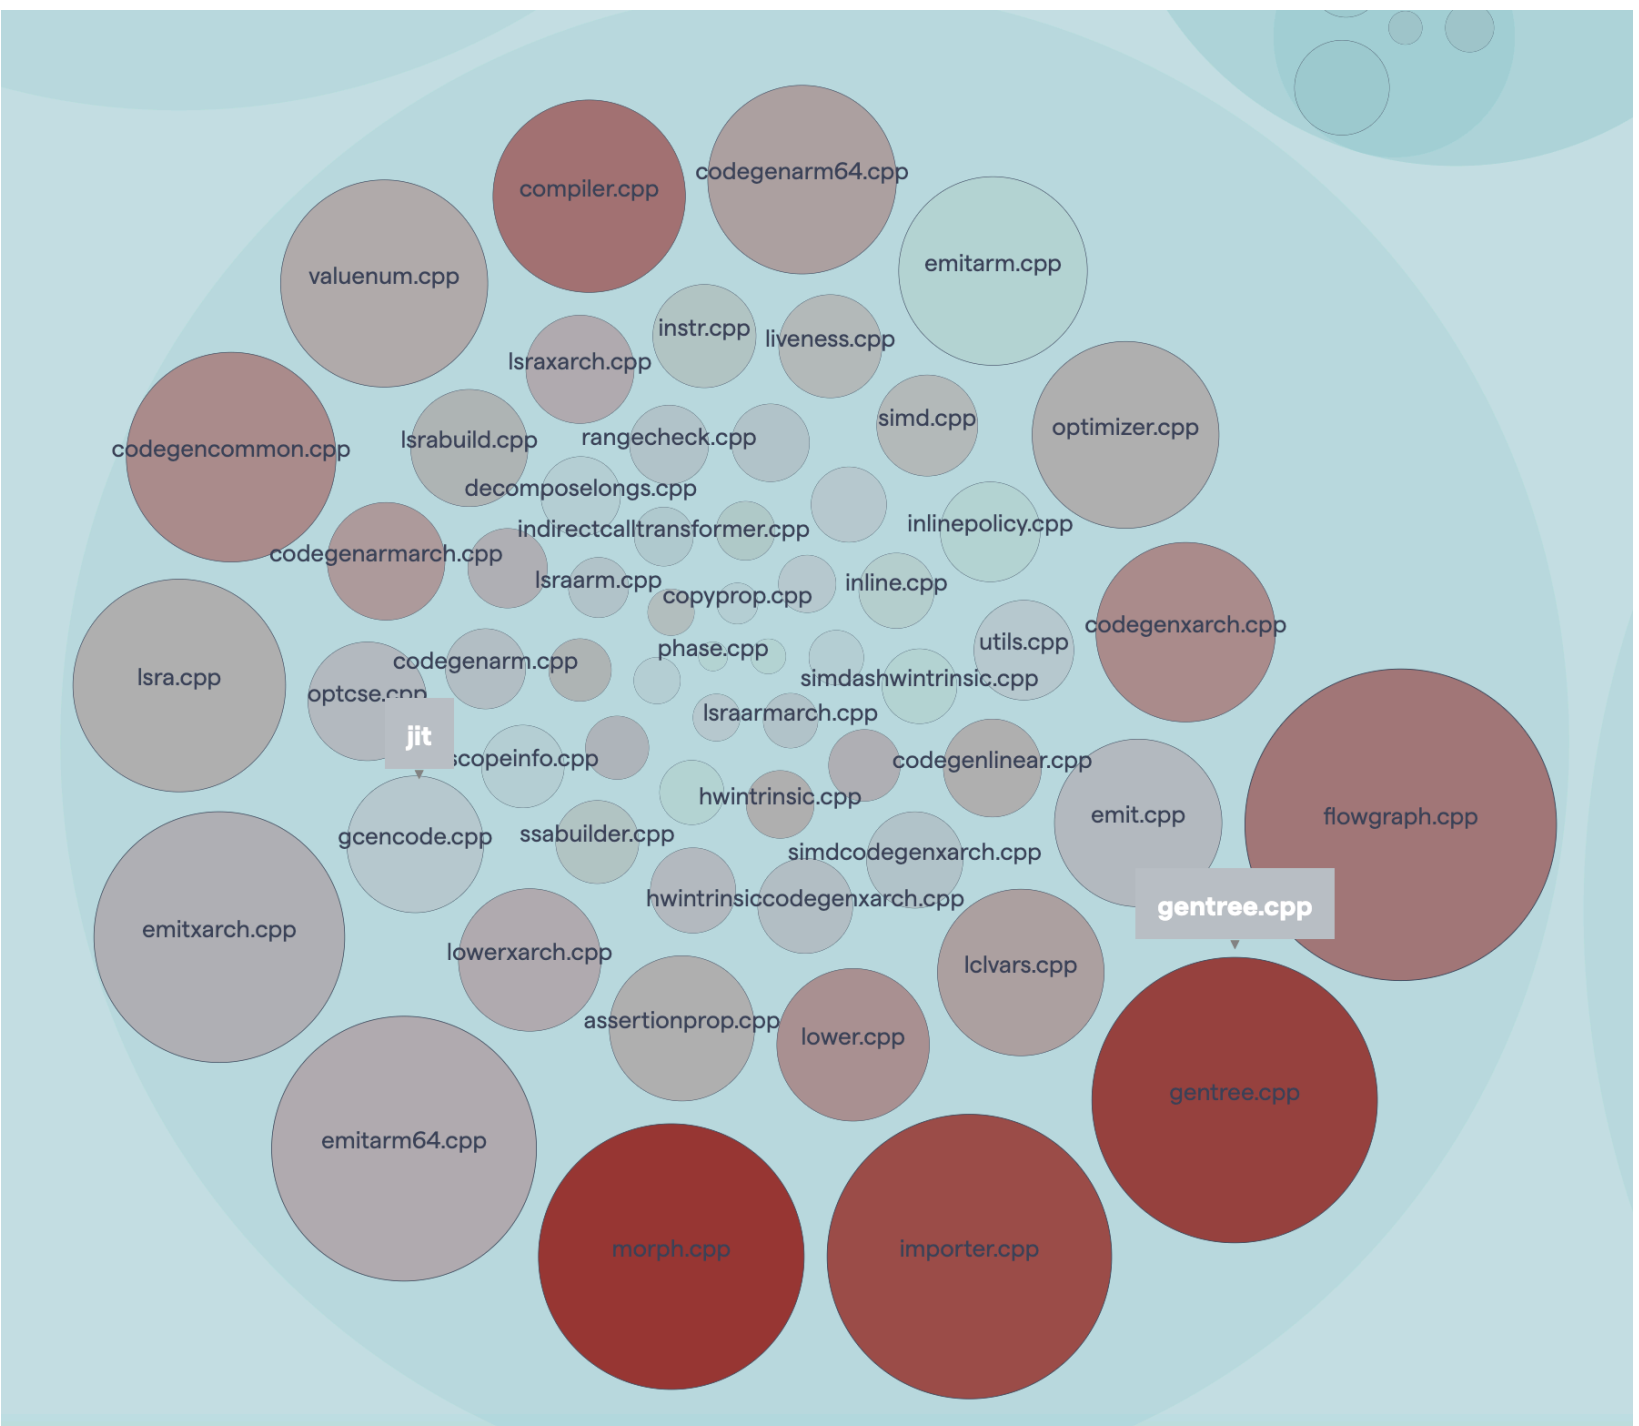 codegenarm64.cpp
compiler.cpp
emitarm.cpp
valuenum.cpp
instr.cpp
liveness.cpp
lsraxarch.cpp
simd.cpp
optimizer.cpp
codegencommon.cpp
lsrabuild.cpp
rangecheck.cpp
decomposelongs.cpp
inlinepolicy.cpp
indirectcalltransformer.cpp
codegenarmarch.cpp
lsraarm.cpp
inline.cpp
copyprop.cpp
codegenxarch.cpp
utils.cpp
phase.cpp
codegenarm.cpp
lsra.cpp
simdashwintrinsic.cpp
optcse.cpp
lsraarmarch.cpp
jit
scopeinfo.cpp
codegenlinear.cpp
hwintrinsic.cpp
emit.cpp
flowgraph.cpp
gcencode.cpp
ssabuilder.cpp
simdcodegenxarch.cpp
hwintrinsiccodegenxarch.cpp
gentree.cpp
emitxarch.cpp
lowerxarch.cpp
lclvars.cpp
assertionprop.cpp
lower.cpp
gentree.cpp
emitarm64.cpp
morph.cpp
importer.cpp